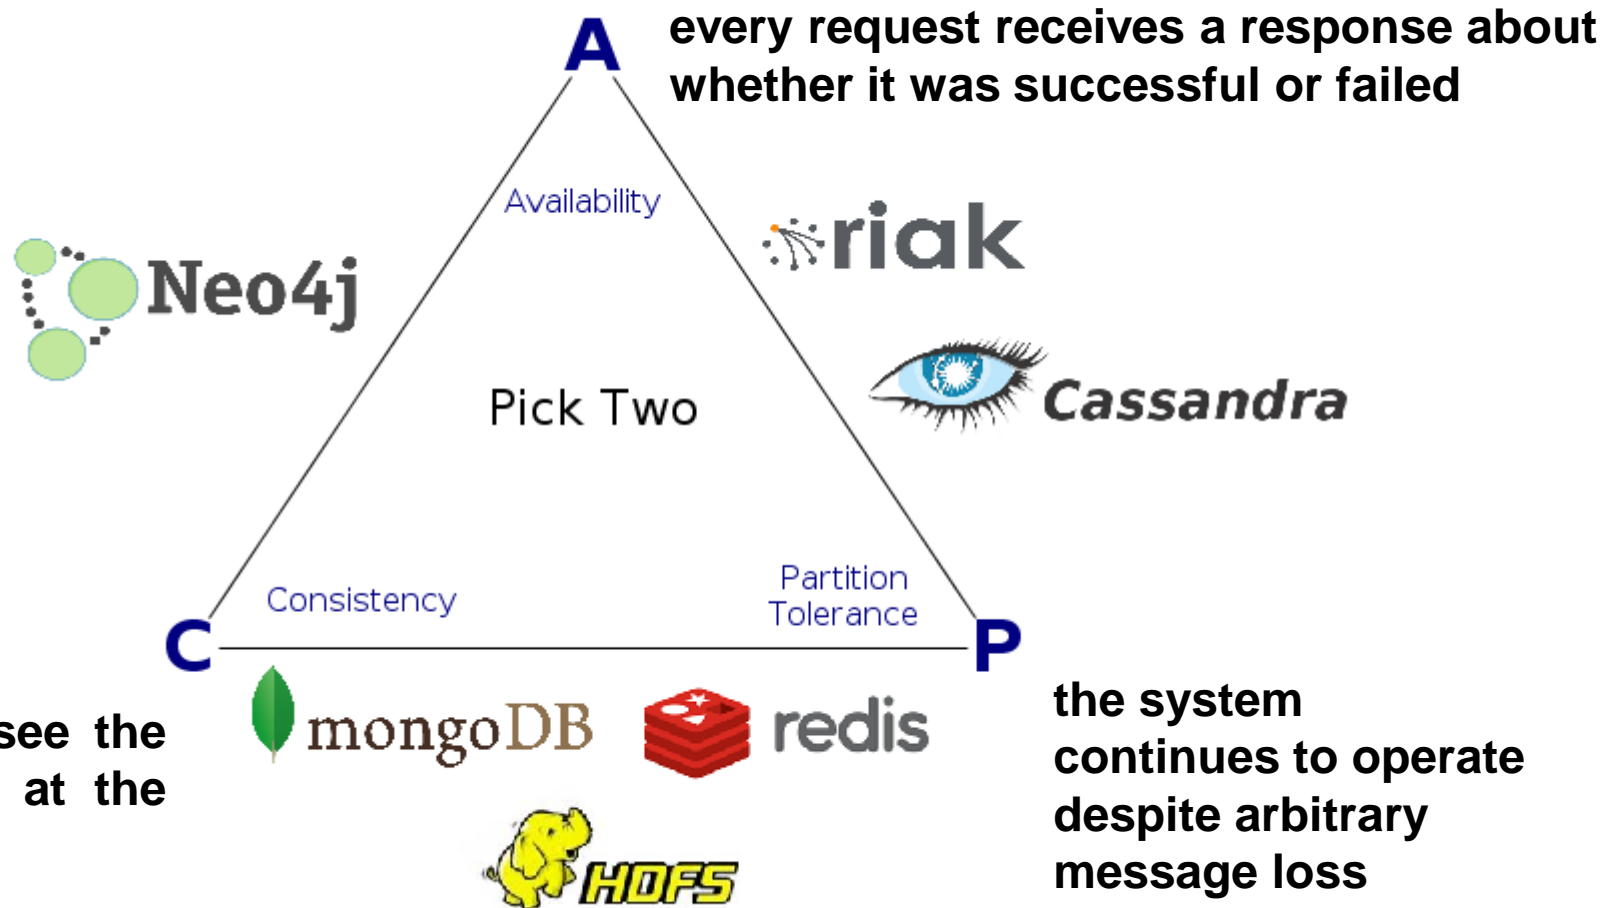 A
every request receives a response about
whether it was successful or failed
Availability
riak
Neo4j
Cassandra
Pick Two
Consistency
Partition
Tolerance
C
P
see the
at the
mongoDB
redis
the system
continues to operate
despite arbitrary
message loss
HDFS